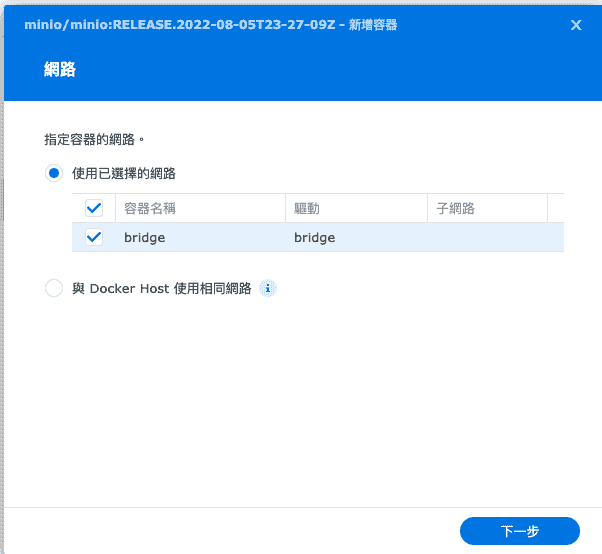 minio/minio:RELEASE.2022-08-05T23-27-09Z - 新增容器
網路
指定容器的網路。
使用已選擇的網路
容器名稱 驅動 子網路
bridge bridge
與 Docker Host 使用相同網路 i
下一步